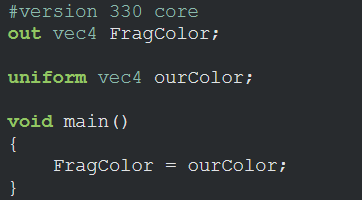 #version 330 core
out vec4 FragColor;
uniform vec4 ourColor;
void main()
{
    FragColor = ourColor;
}